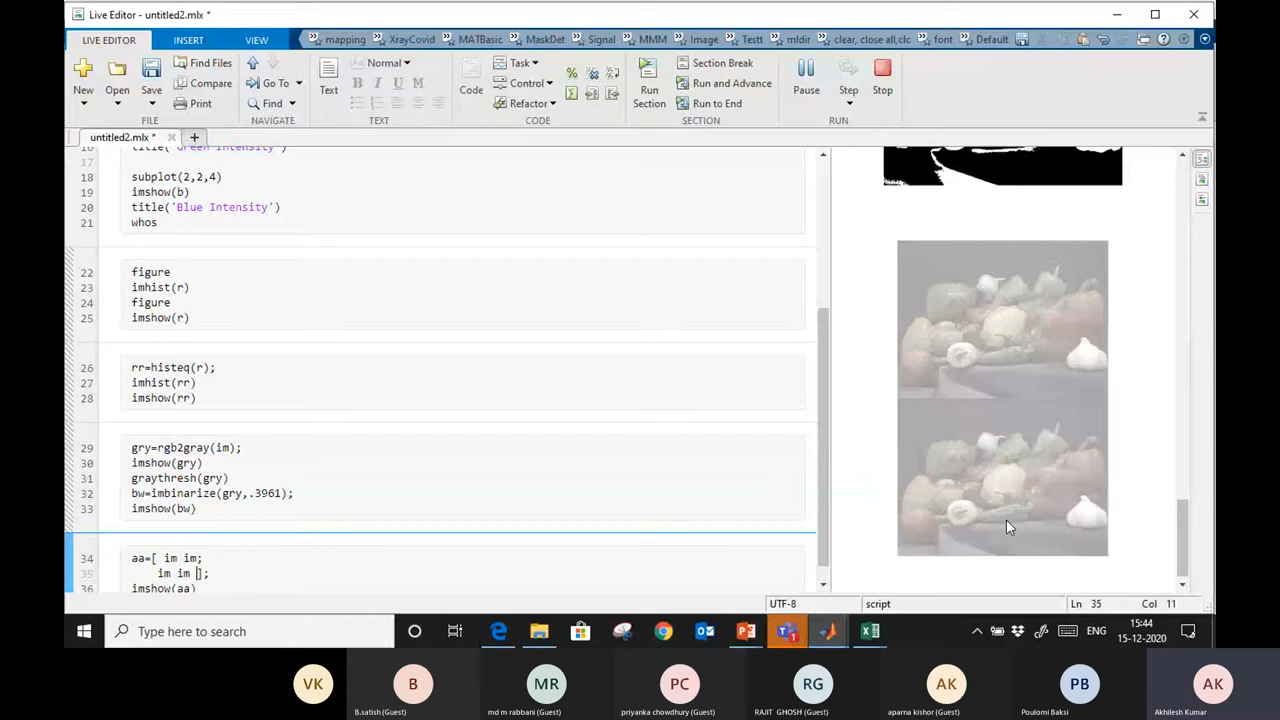 Live Editor - untitled2.mlx *
LIVE EDITOR INSERT VIEW mapping XrayCovid MATBasic MaskDet Signal MMM Image Testt mldir clear, close all,clc font Default
New Open Save Find Files Compare Print
Go To Find
Text Normal B I U M
Code Task Control Refactor
Run Section Section Break Run and Advance Run to End
Pause Step Stop
FILE NAVIGATE TEXT CODE SECTION RUN
untitled2.mlx * +
16 title('Green Intensity')
17
18 subplot(2,2,4)
19 imshow(b)
20 title('Blue Intensity')
21 whos
22 figure
23 imhist(r)
24 figure
25 imshow(r)
26 rr=histeq(r);
27 imhist(rr)
28 imshow(rr)
29 gry=rgb2gray(im);
30 imshow(gry)
31 graythresh(gry)
32 bw=imbinarize(gry,.3961);
33 imshow(bw)
34 aa=[ im im;
35 im im ];
36 imshow(aa)
UTF-8 script Ln 35 Col 11
Type here to search
ENG
15:44
15-12-2020
VK B MR PC RG AK PB AK
B.satish (Guest) md m rabbani (Guest) priyanka chowdhury (Guest) RAJIT GHOSH (Guest) aparna kishor (Guest) Poulomi Baksi Akhilesh Kumar